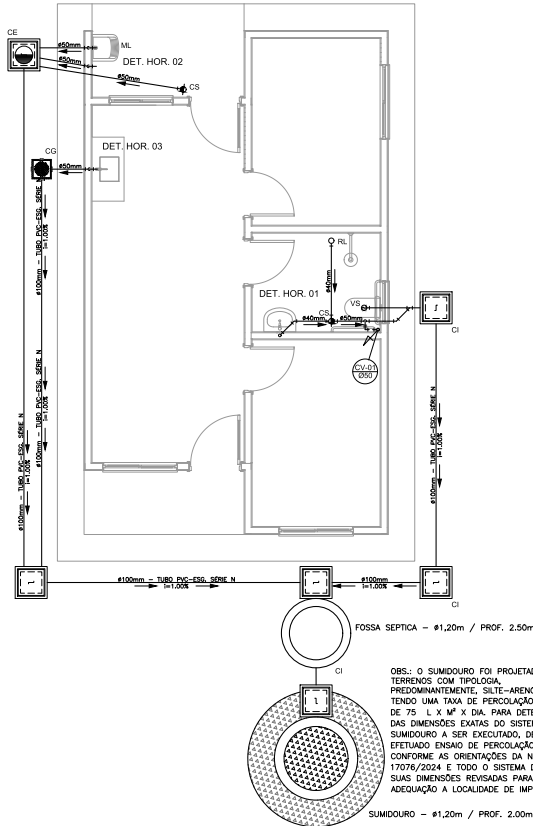 CE
ø50mm
ML
DET. HOR. 02
ø50mm
ø50mm
CS
DET. HOR. 03
CG
ø50mm
ø100mm - TUBO PVC-ESG. SÉRIE N
i=1.00%
RL
ø40mm
DET. HOR. 01
VS
CS
ø40mm
ø50mm
CI
CV-01
Ø50
ø100mm - TUBO PVC-ESG. SÉRIE N
i=1.00%
ø100mm - TUBO PVC-ESG. SÉRIE N
i=1.00%
ø100mm - TUBO PVC-ESG. SÉRIE N
i=1.00%
ø100mm - TUBO PVC-ESG. SÉRIE N
i=1.00%
ø100mm
i=1.00%
CI
FOSSA SEPTICA - ø1,20m / PROF. 2.50m
CI
OBS.: O SUMIDOURO FOI PROJETAD
TERRENOS COM TIPOLOGIA,
PREDOMINANTEMENTE, SILTE-ARENO
TENDO UMA TAXA DE PERCOLAÇÃO
DE 75 L X M² X DIA. PARA DETE
DAS DIMENSÕES EXATAS DO SISTE
SUMIDOURO A SER EXECUTADO, DE
EFETUADO ENSAIO DE PERCOLAÇÃ
CONFORME AS ORIENTAÇÕES DA N
17076/2024 E TODO O SISTEMA D
SUAS DIMENSÕES REVISADAS PARA
ADEQUAÇÃO A LOCALIDADE DE IMP
SUMIDOURO - ø1,20m / PROF. 2.00m